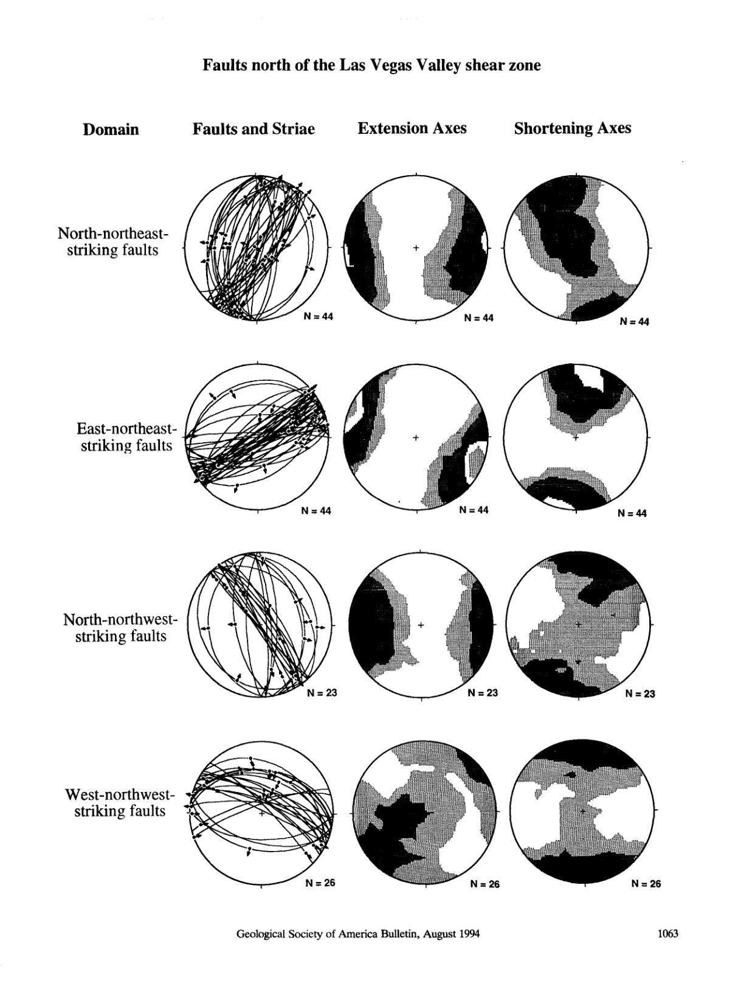 Faults north of the Las Vegas Valley shear zone
Domain
Faults and Striae
Extension Axes
Shortening Axes
North-northeast-
striking faults
N = 44
N = 44
N = 44
East-northeast-
striking faults
N = 44
N = 44
N = 44
North-northwest-
striking faults
N = 23
N = 23
N = 23
West-northwest-
striking faults
N = 26
N = 26
N = 26
Geological Society of America Bulletin, August 1994
1063